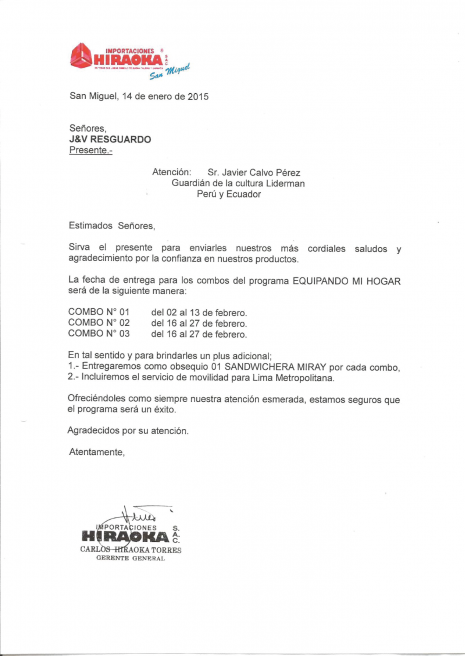 IMPORTACIONES
HIRAOKA S.A.C.
San Miguel
San Miguel, 14 de enero de 2015
Señores,
J&V RESGUARDO
Presente.-
Atención: Sr. Javier Calvo Pérez
Guardián de la cultura Liderman
Perú y Ecuador
Estimados Señores,
Sirva el presente para enviarles nuestros más cordiales saludos y
agradecimiento por la confianza en nuestros productos.
La fecha de entrega para los combos del programa EQUIPANDO MI HOGAR
será de la siguiente manera:
COMBO N° 01 del 02 al 13 de febrero.
COMBO N° 02 del 16 al 27 de febrero.
COMBO N° 03 del 16 al 27 de febrero.
En tal sentido y para brindarles un plus adicional;
1.- Entregaremos como obsequio 01 SANDWICHERA MIRAY por cada combo,
2.- Incluiremos el servicio de movilidad para Lima Metropolitana.
Ofreciéndoles como siempre nuestra atención esmerada, estamos seguros que
el programa será un éxito.
Agradecidos por su atención.
Atentamente,
IMPORTACIONES
HIRAOKA S.A.C.
CARLOS HIRAOKA TORRES
GERENTE GENERAL